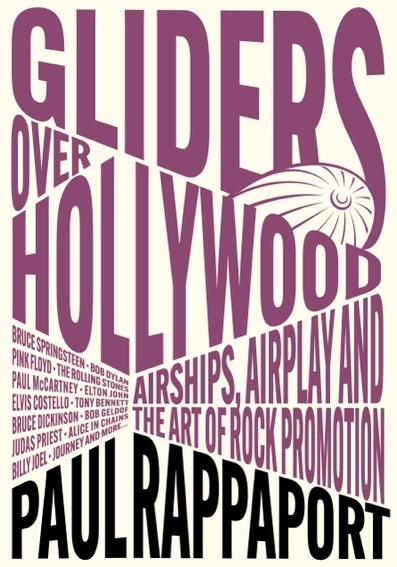 GLIDERS
OVER
HOLLYWOOD
BRUCE SPRINGSTEEN • BOB DYLAN
PINK FLOYD • THE ROLLING STONES
PAUL McCARTNEY • ELTON JOHN
ELVIS COSTELLO • TONY BENNETT
BRUCE DICKINSON • BOB GELDOF
JUDAS PRIEST • ALICE IN CHAINS
BILLY JOEL • JOURNEY AND MORE...
AIRSHIPS, AIRPLAY AND
THE ART OF ROCK PROMOTION
PAUL RAPPAPORT